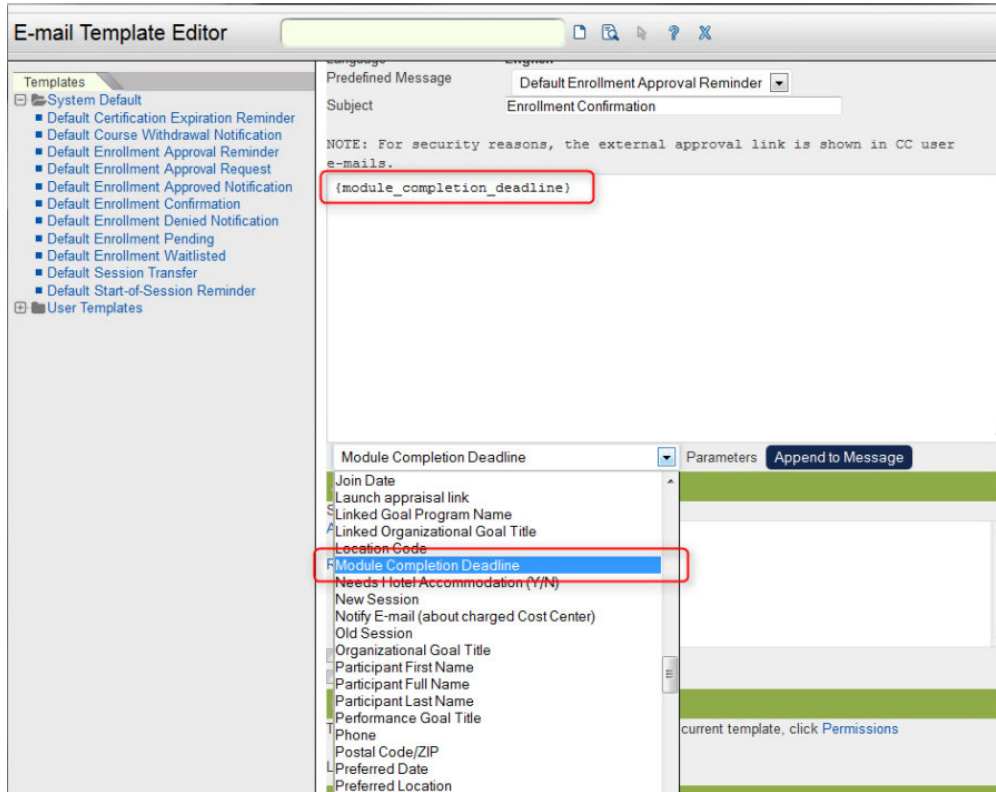 E-mail Template Editor
Templates
System Default
Default Certification Expiration Reminder
Default Course Withdrawal Notification
Default Enrollment Approval Reminder
Default Enrollment Approval Request
Default Enrollment Approved Notification
Default Enrollment Confirmation
Default Enrollment Denied Notification
Default Enrollment Pending
Default Enrollment Waitlisted
Default Session Transfer
Default Start-of-Session Reminder
User Templates
Language English
Predefined Message Default Enrollment Approval Reminder
Subject Enrollment Confirmation
NOTE: For security reasons, the external approval link is shown in CC user
e-mails.
{module_completion_deadline}
Module Completion Deadline Parameters Append to Message
Join Date
Launch appraisal link
Linked Goal Program Name
Linked Organizational Goal Title
Location Code
Module Completion Deadline
Needs Hotel Accommodation (Y/N)
New Session
Notify E-mail (about charged Cost Center)
Old Session
Organizational Goal Title
Participant First Name
Participant Full Name
Participant Last Name
Performance Goal Title
current template, click Permissions
Phone
Postal Code/ZIP
Preferred Date
Preferred Location